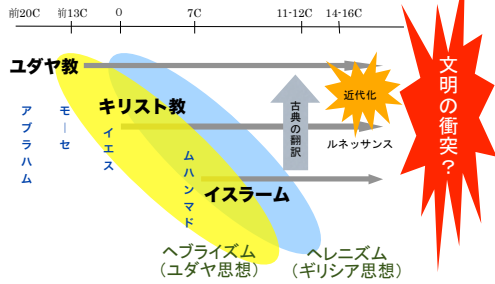 前20C 前13C 0 7C 11-12C 14-16C
ユダヤ教
キリスト教
イスラーム
アブラハム
モーセ
イエス
ムハンマド
古典の翻訳
近代化
ルネッサンス
文明の衝突？
ヘブライズム
（ユダヤ思想）
ヘレニズム
（ギリシア思想）